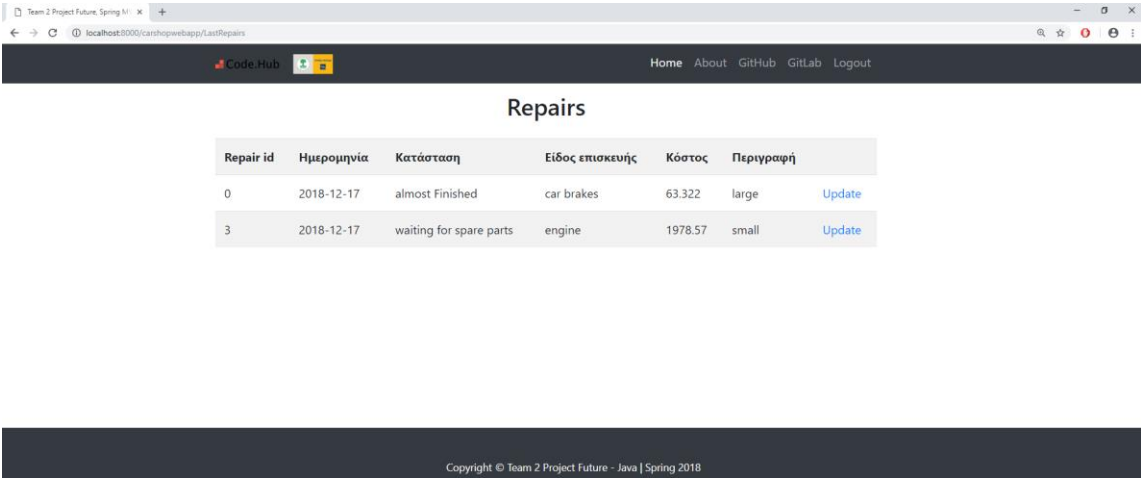 Team 2 Project Future, Spring M
localhost:8000/carshopwebapp/LastRepairs
Code.Hub Home About GitHub GitLab Logout
Repairs
Repair id Ημερομηνία Κατάσταση Είδος επισκευής Κόστος Περιγραφή
0 2018-12-17 almost Finished car brakes 63.322 large Update
3 2018-12-17 waiting for spare parts engine 1978.57 small Update
Copyright © Team 2 Project Future - Java | Spring 2018